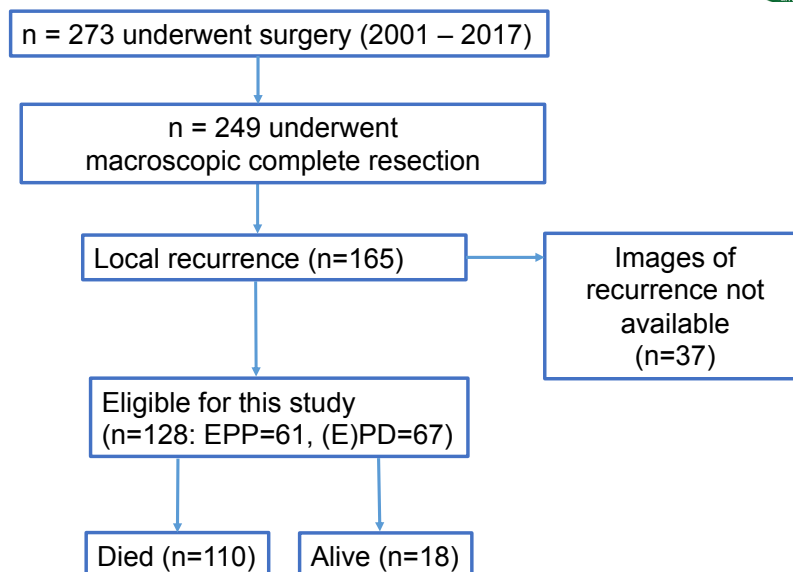 n = 273 underwent surgery (2001 – 2017)
n = 249 underwent
macroscopic complete resection
Local recurrence (n=165)
Images of
recurrence not
available
(n=37)
Eligible for this study
(n=128: EPP=61, (E)PD=67)
Died (n=110)
Alive (n=18)